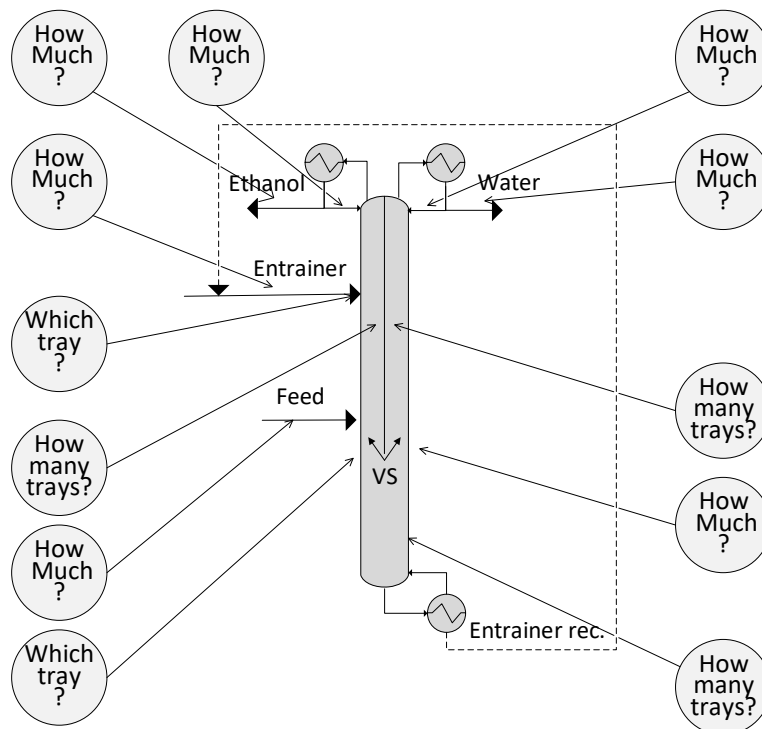 How
Much
?
How
Much
?
How
Much
?
How
Much
?
Ethanol
Water
How
Much
?
Entrainer
Which
tray
?
Feed
How
many
trays?
How
many
trays?
VS
How
Much
?
How
Much
?
Entrainer rec.
Which
tray
?
How
many
trays?